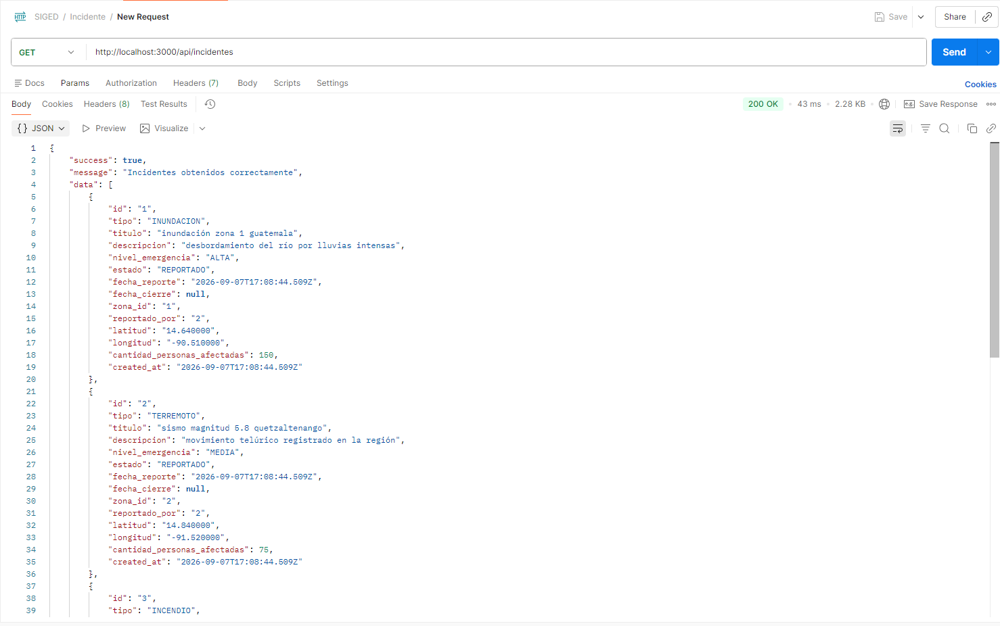 HTTP SIGED / Incidente / New Request Save Share
GET http://localhost:3000/api/incidentes Send
Docs Params Authorization Headers (7) Body Scripts Settings Cookies
Body Cookies Headers (8) Test Results 200 OK • 43 ms • 2.28 KB • e.g. Save Response
{} JSON Preview Visualize
1 {
2 "success": true,
3 "message": "Incidentes obtenidos correctamente",
4 "data": [
5 {
6 "id": "1",
7 "tipo": "INUNDACION",
8 "titulo": "inundación zona 1 guatemala",
9 "descripcion": "desbordamiento del río por lluvias intensas",
10 "nivel_emergencia": "ALTA",
11 "estado": "REPORTADO",
12 "fecha_reporte": "2026-09-07T17:08:44.509Z",
13 "fecha_cierre": null,
14 "zona_id": "1",
15 "reportado_por": "2",
16 "latitud": "14.640000",
17 "longitud": "-90.510000",
18 "cantidad_personas_afectadas": 150,
19 "created_at": "2026-09-07T17:08:44.509Z"
20 },
21 {
22 "id": "2",
23 "tipo": "TERREMOTO",
24 "titulo": "sismo magnitud 5.8 quetzaltenango",
25 "descripcion": "movimiento telúrico registrado en la región",
26 "nivel_emergencia": "MEDIA",
27 "estado": "REPORTADO",
28 "fecha_reporte": "2026-09-07T17:08:44.509Z",
29 "fecha_cierre": null,
30 "zona_id": "2",
31 "reportado_por": "2",
32 "latitud": "14.840000",
33 "longitud": "-91.520000",
34 "cantidad_personas_afectadas": 75,
35 "created_at": "2026-09-07T17:08:44.509Z"
36 },
37 {
38 "id": "3",
39 "tipo": "INCENDIO",